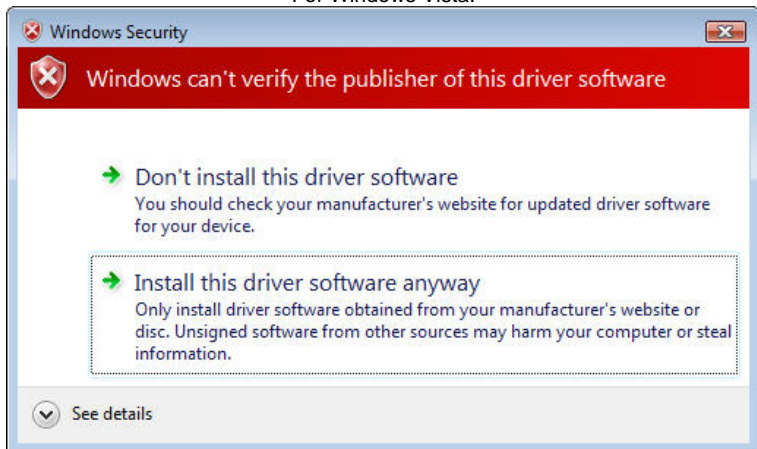 For Windows Vista:
Windows Security
Windows can't verify the publisher of this driver software
Don't install this driver software
You should check your manufacturer's website for updated driver software
for your device.
Install this driver software anyway
Only install driver software obtained from your manufacturer's website or
disc. Unsigned software from other sources may harm your computer or steal
information.
See details